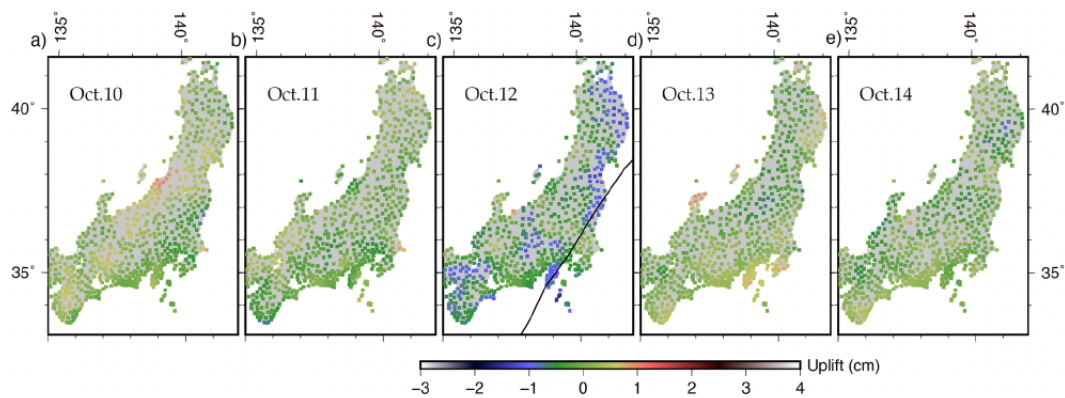 135° 140° 135° 140° 135° 140° 135° 140° 135° 140°
a) b) c) d) e)
Oct.10 Oct.11 Oct.12 Oct.13 Oct.14
40° 40°
35° 35°
Uplift (cm)
−3 −2 −1 0 1 2 3 4